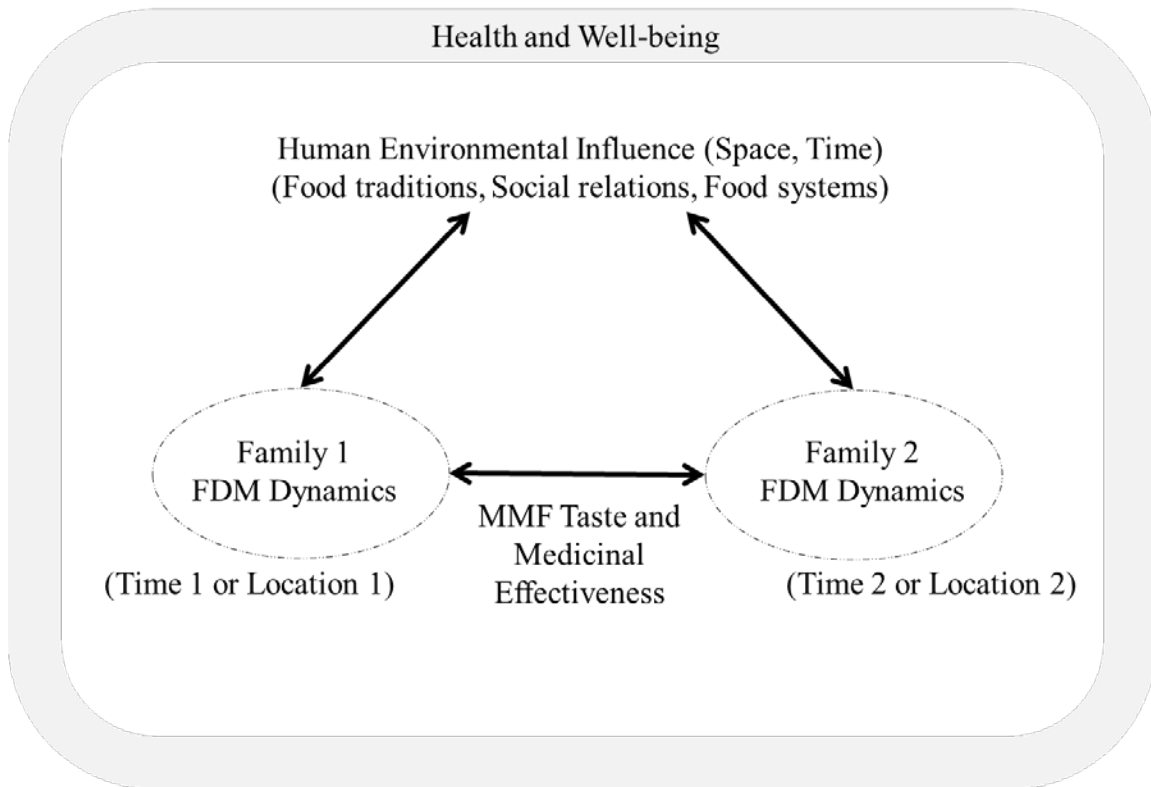 Health and Well-being
Human Environmental Influence (Space, Time)
(Food traditions, Social relations, Food systems)
Family 1
FDM Dynamics
Family 2
FDM Dynamics
MMF Taste and
Medicinal
Effectiveness
(Time 1 or Location 1)
(Time 2 or Location 2)